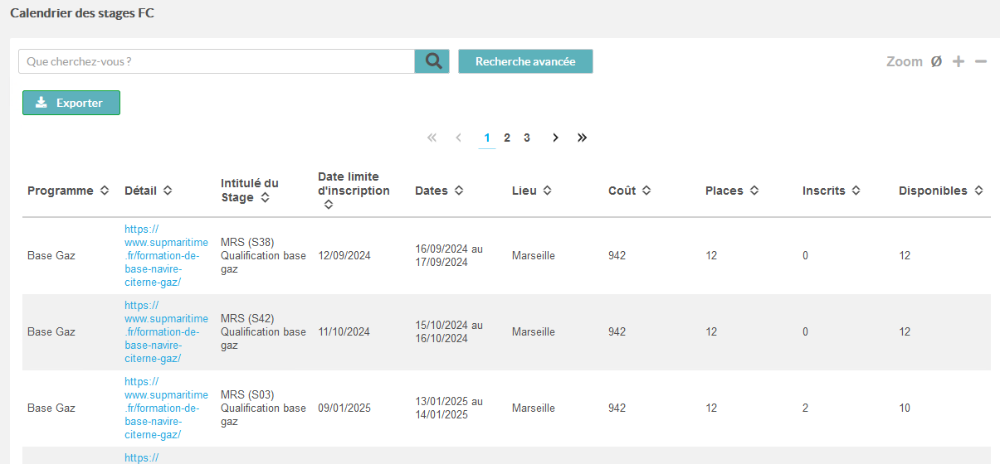 Calendrier des stages FC
Que cherchez-vous ?
Recherche avancée
Zoom Ø + −
Exporter
« ‹ 1 2 3 › »
Programme
Détail
Intitulé du
Stage
Date limite
d'inscription
Dates
Lieu
Coût
Places
Inscrits
Disponibles
Base Gaz
https://
www.supmaritime
.fr/formation-de-
base-navire-
citerne-gaz/
MRS (S38)
Qualification base
gaz
12/09/2024
16/09/2024 au
17/09/2024
Marseille
942
12
0
12
Base Gaz
https://
www.supmaritime
.fr/formation-de-
base-navire-
citerne-gaz/
MRS (S42)
Qualification base
gaz
11/10/2024
15/10/2024 au
16/10/2024
Marseille
942
12
0
12
Base Gaz
https://
www.supmaritime
.fr/formation-de-
base-navire-
citerne-gaz/
MRS (S03)
Qualification base
gaz
09/01/2025
13/01/2025 au
14/01/2025
Marseille
942
12
2
10
https://